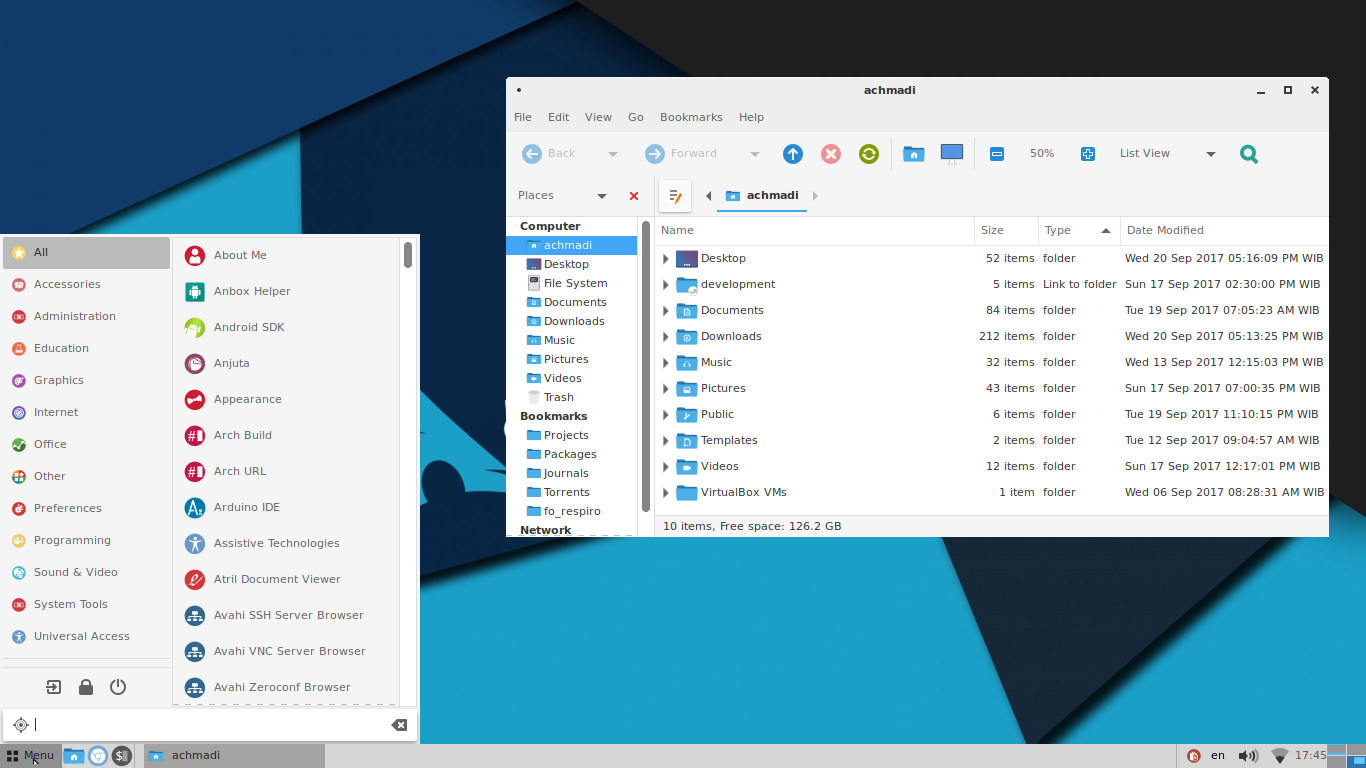 achmadi
File Edit View Go Bookmarks Help
Back Forward 50% List View
Places achmadi
Name Size Type Date Modified
Computer
achmadi
Desktop
File System
Documents
Downloads
Music
Pictures
Videos
Trash
Bookmarks
Projects
Packages
Journals
Torrents
fo_respiro
Network
Desktop 52 items folder Wed 20 Sep 2017 05:16:09 PM WIB
development 5 items Link to folder Sun 17 Sep 2017 02:30:00 PM WIB
Documents 84 items folder Tue 19 Sep 2017 07:05:23 AM WIB
Downloads 212 items folder Wed 20 Sep 2017 05:13:25 PM WIB
Music 32 items folder Wed 13 Sep 2017 12:15:03 PM WIB
Pictures 43 items folder Sun 17 Sep 2017 07:00:35 PM WIB
Public 6 items folder Tue 19 Sep 2017 11:10:15 PM WIB
Templates 2 items folder Tue 12 Sep 2017 09:04:57 AM WIB
Videos 12 items folder Sun 17 Sep 2017 12:17:01 PM WIB
VirtualBox VMs 1 item folder Wed 06 Sep 2017 08:28:31 AM WIB
10 items, Free space: 126.2 GB
All
Accessories
Administration
Education
Graphics
Internet
Office
Other
Preferences
Programming
Sound & Video
System Tools
Universal Access
About Me
Anbox Helper
Android SDK
Anjuta
Appearance
Arch Build
Arch URL
Arduino IDE
Assistive Technologies
Atril Document Viewer
Avahi SSH Server Browser
Avahi VNC Server Browser
Avahi Zeroconf Browser
Menu achmadi en 17:45